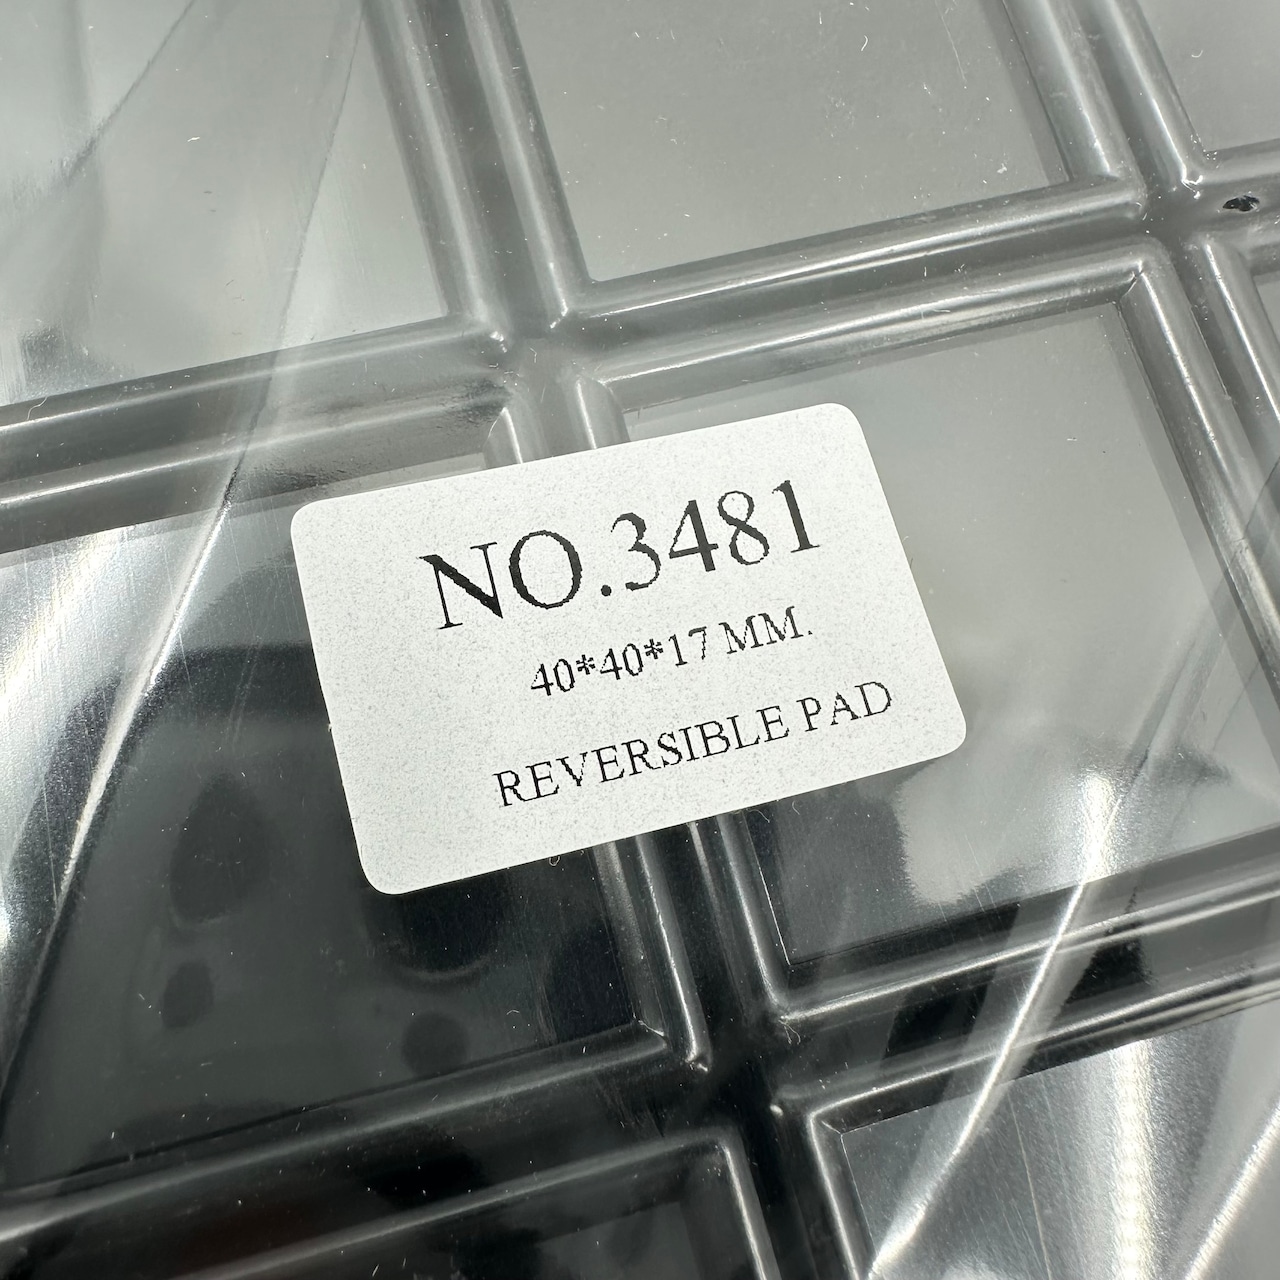 NO.3481
40*40*17 MM.
REVERSIBLE PAD